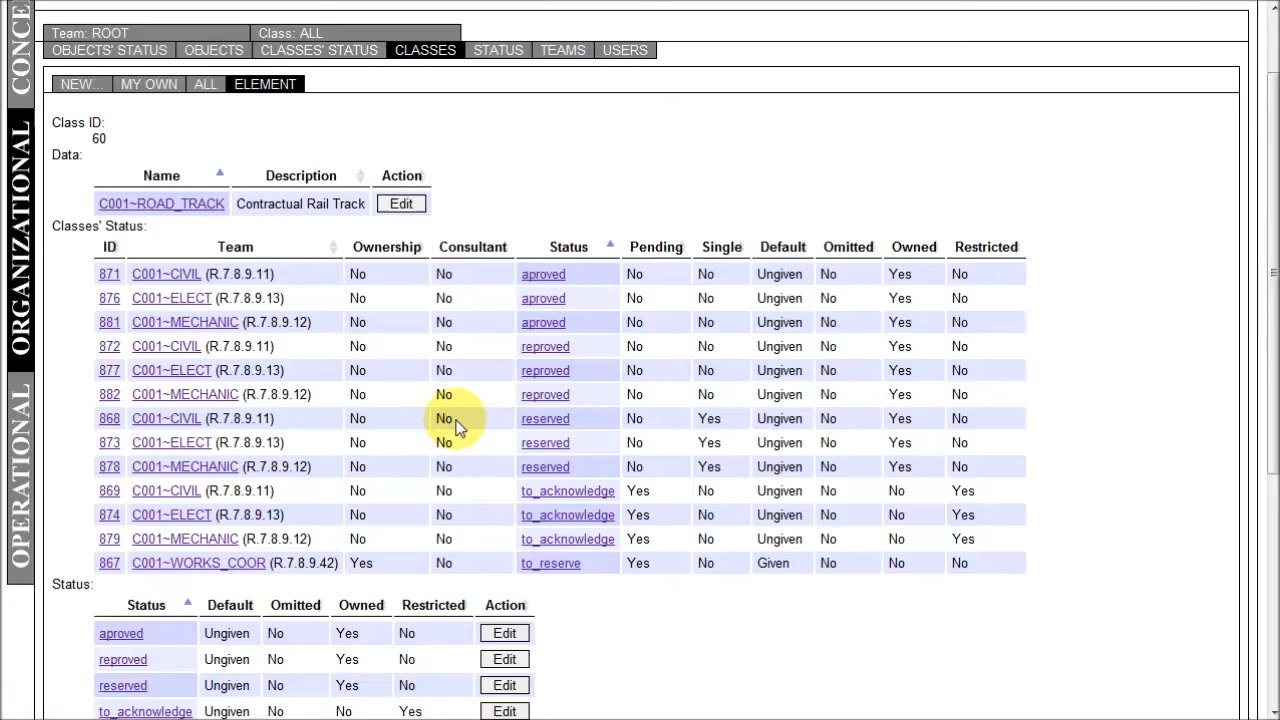 CONCE
ORGANIZATIONAL
OPERATIONAL
Team: ROOT Class: ALL
OBJECTS' STATUS OBJECTS CLASSES' STATUS CLASSES STATUS TEAMS USERS
NEW... MY OWN ALL ELEMENT
Class ID:
60
Data:
Name Description Action
C001~ROAD_TRACK Contractual Rail Track Edit
Classes' Status:
ID Team Ownership Consultant Status Pending Single Default Omitted Owned Restricted
871 C001~CIVIL (R.7.8.9.11) No No aproved No No Ungiven No Yes No
876 C001~ELECT (R.7.8.9.13) No No aproved No No Ungiven No Yes No
881 C001~MECHANIC (R.7.8.9.12) No No aproved No No Ungiven No Yes No
872 C001~CIVIL (R.7.8.9.11) No No reproved No No Ungiven No Yes No
877 C001~ELECT (R.7.8.9.13) No No reproved No No Ungiven No Yes No
882 C001~MECHANIC (R.7.8.9.12) No No reproved No No Ungiven No Yes No
868 C001~CIVIL (R.7.8.9.11) No No reserved No Yes Ungiven No Yes No
873 C001~ELECT (R.7.8.9.13) No No reserved No Yes Ungiven No Yes No
878 C001~MECHANIC (R.7.8.9.12) No No reserved No Yes Ungiven No Yes No
869 C001~CIVIL (R.7.8.9.11) No No to_acknowledge Yes No Ungiven No No Yes
874 C001~ELECT (R.7.8.9.13) No No to_acknowledge Yes No Ungiven No No Yes
879 C001~MECHANIC (R.7.8.9.12) No No to_acknowledge Yes No Ungiven No No Yes
867 C001~WORKS_COOR (R.7.8.9.42) Yes No to_reserve Yes No Given No No No
Status:
Status Default Omitted Owned Restricted Action
aproved Ungiven No Yes No Edit
reproved Ungiven No Yes No Edit
reserved Ungiven No Yes No Edit
to_acknowledge Ungiven No No Yes Edit